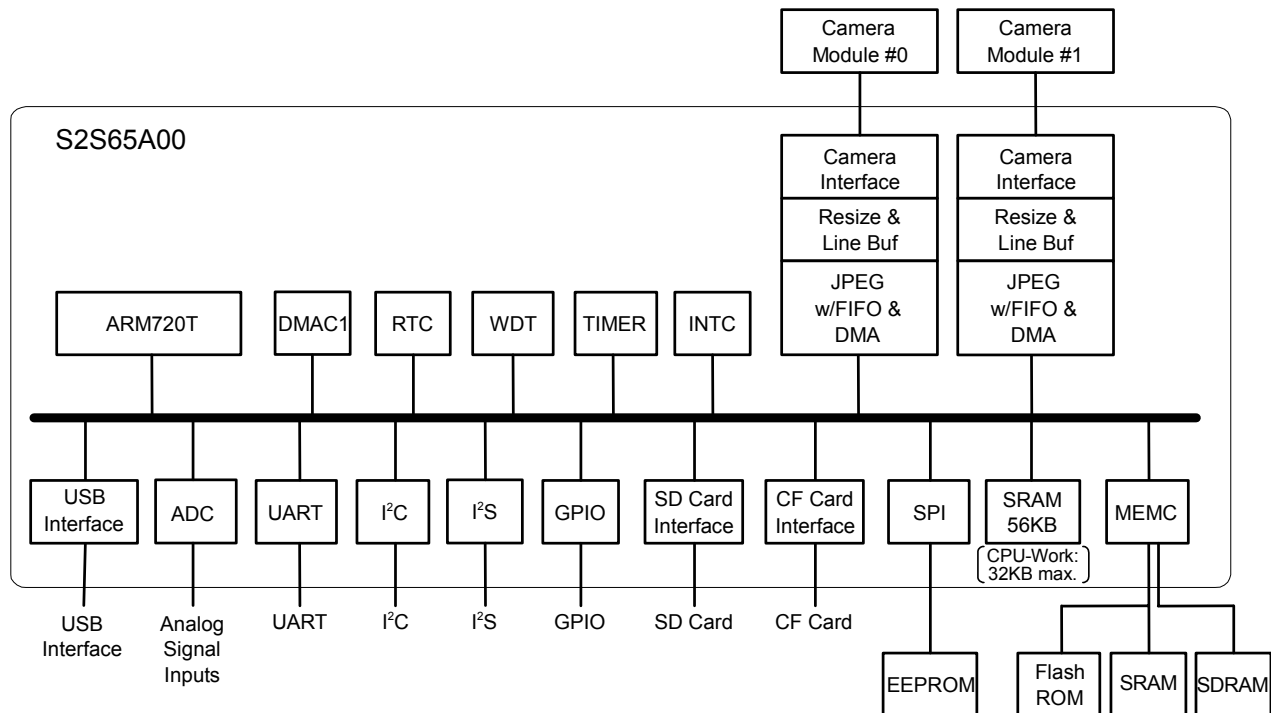 Camera
Module #0
Camera
Module #1
S2S65A00
Camera
Interface
Camera
Interface
Resize &
Line Buf
Resize &
Line Buf
JPEG
w/FIFO &
DMA
JPEG
w/FIFO &
DMA
ARM720T
DMAC1
RTC
WDT
TIMER
INTC
USB
Interface
ADC
UART
I²C
I²S
GPIO
SD Card
Interface
CF Card
Interface
SPI
SRAM
56KB
MEMC
CPU-Work:
32KB max.
USB
Interface
Analog
Signal
Inputs
UART
I²C
I²S
GPIO
SD Card
CF Card
EEPROM
Flash
ROM
SRAM
SDRAM